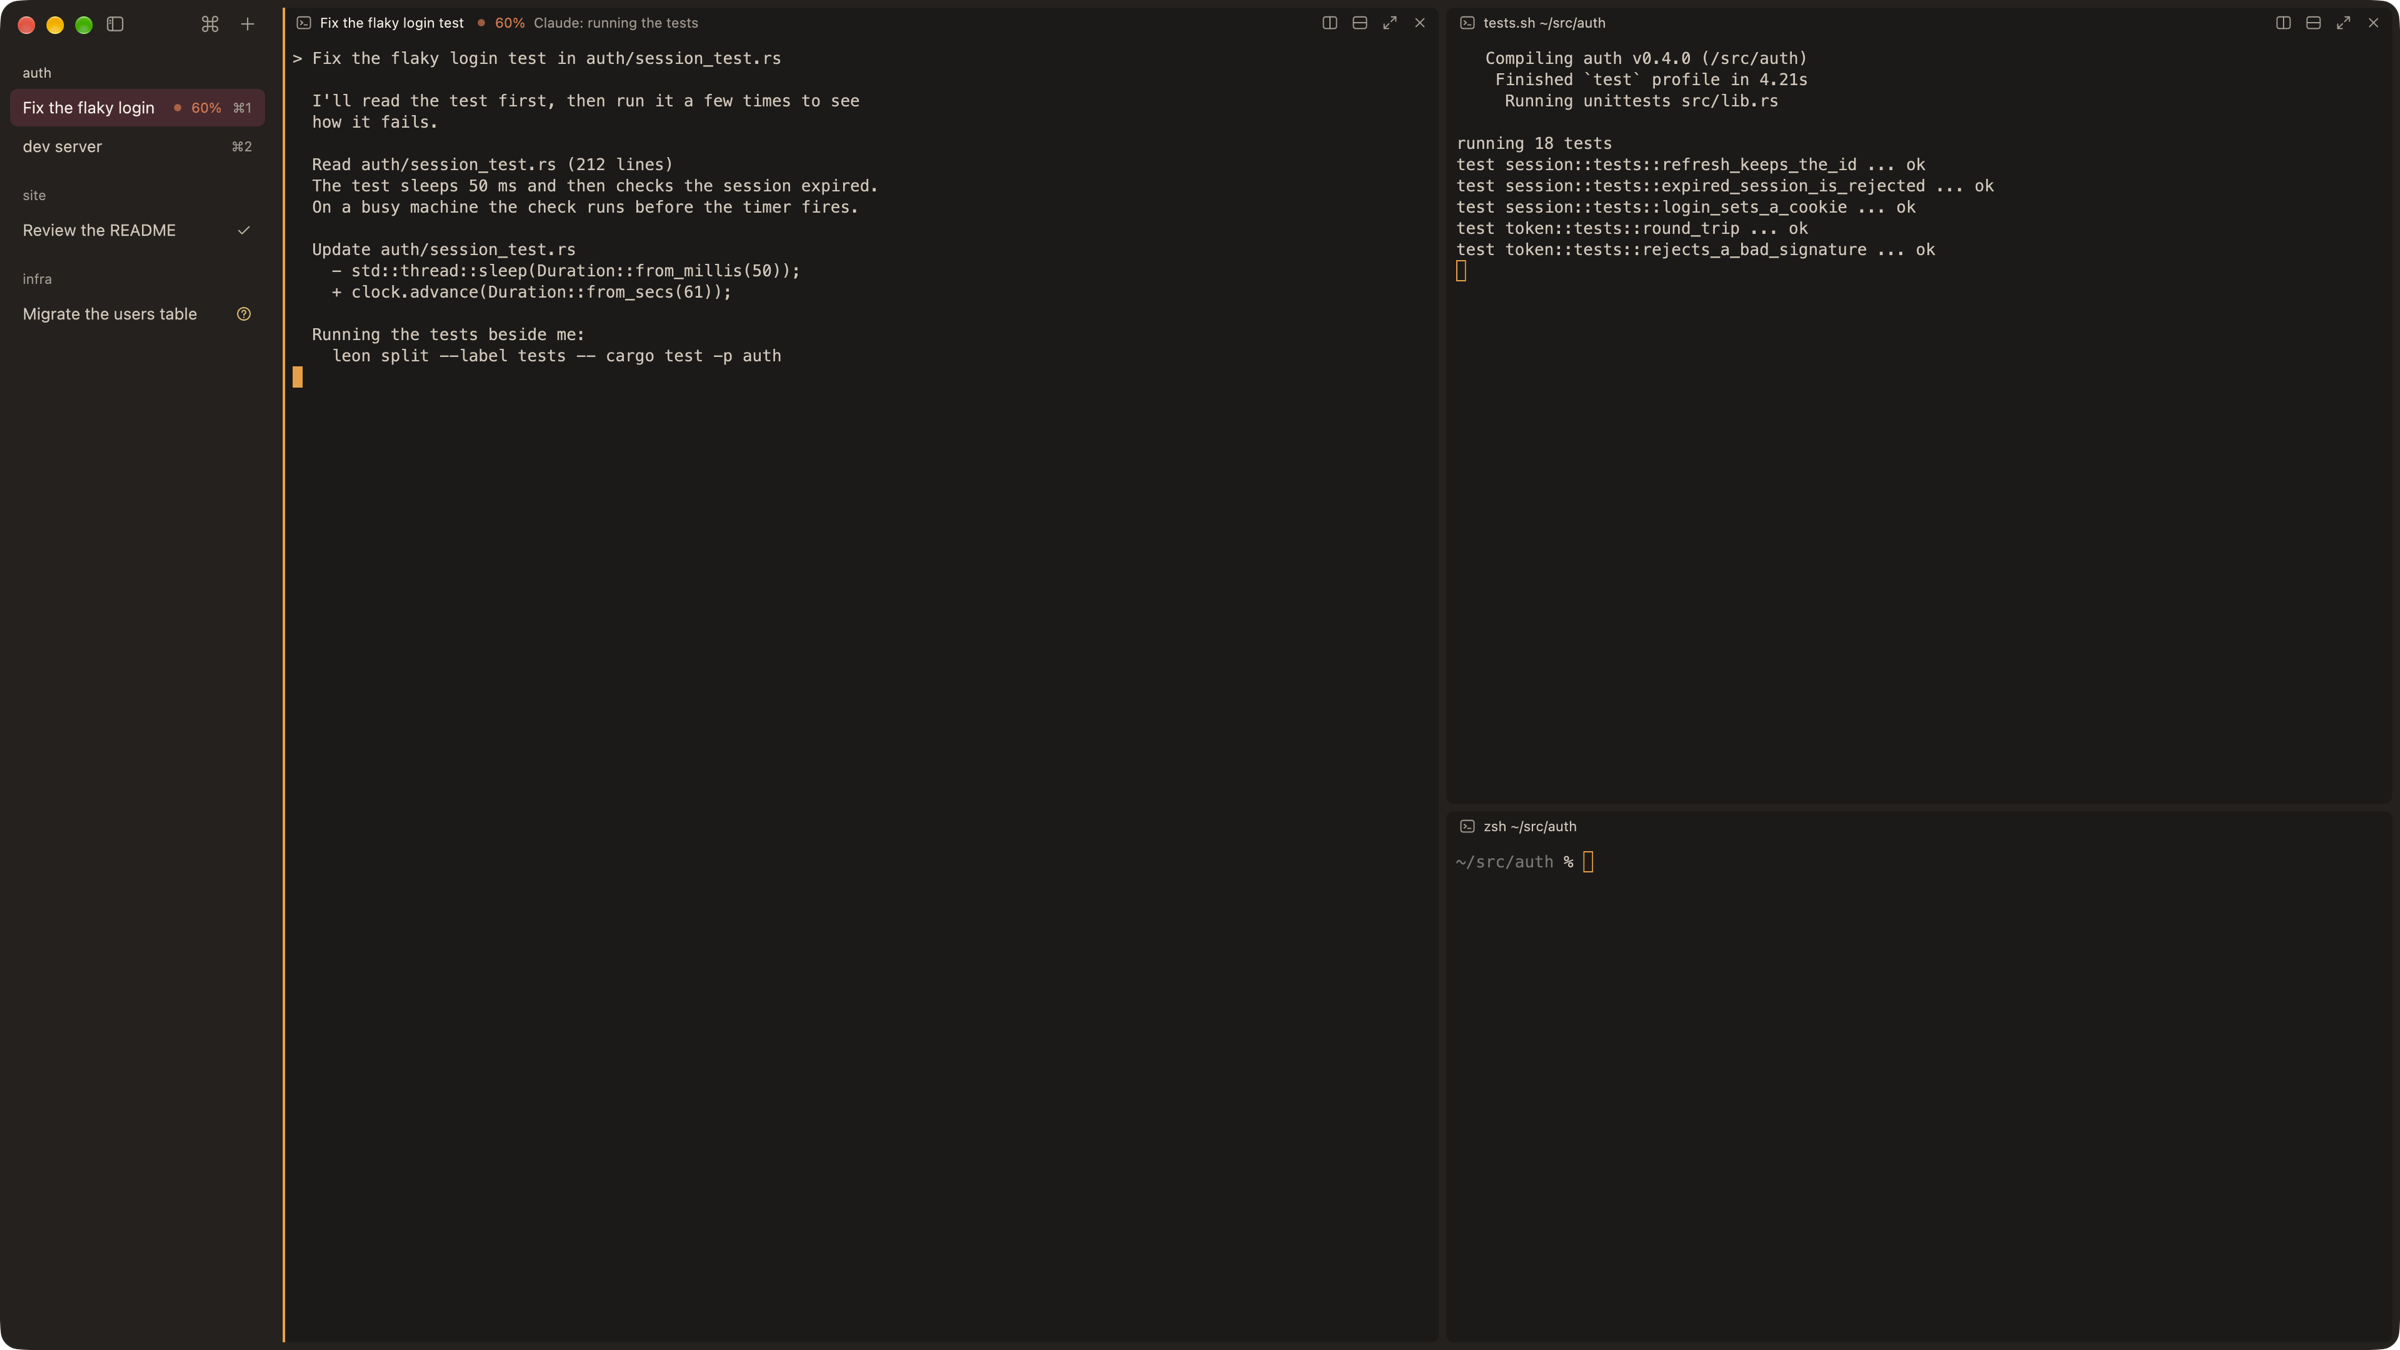 auth
Fix the flaky login 60% ⌘1
dev server ⌘2
site
Review the README
infra
Migrate the users table
Fix the flaky login test 60% Claude: running the tests
> Fix the flaky login test in auth/session_test.rs
I'll read the test first, then run it a few times to see
how it fails.
Read auth/session_test.rs (212 lines)
The test sleeps 50 ms and then checks the session expired.
On a busy machine the check runs before the timer fires.
Update auth/session_test.rs
- std::thread::sleep(Duration::from_millis(50));
+ clock.advance(Duration::from_secs(61));
Running the tests beside me:
leon split --label tests -- cargo test -p auth
tests.sh ~/src/auth
Compiling auth v0.4.0 (/src/auth)
Finished `test` profile in 4.21s
Running unittests src/lib.rs
running 18 tests
test session::tests::refresh_keeps_the_id ... ok
test session::tests::expired_session_is_rejected ... ok
test session::tests::login_sets_a_cookie ... ok
test token::tests::round_trip ... ok
test token::tests::rejects_a_bad_signature ... ok
zsh ~/src/auth
~/src/auth %